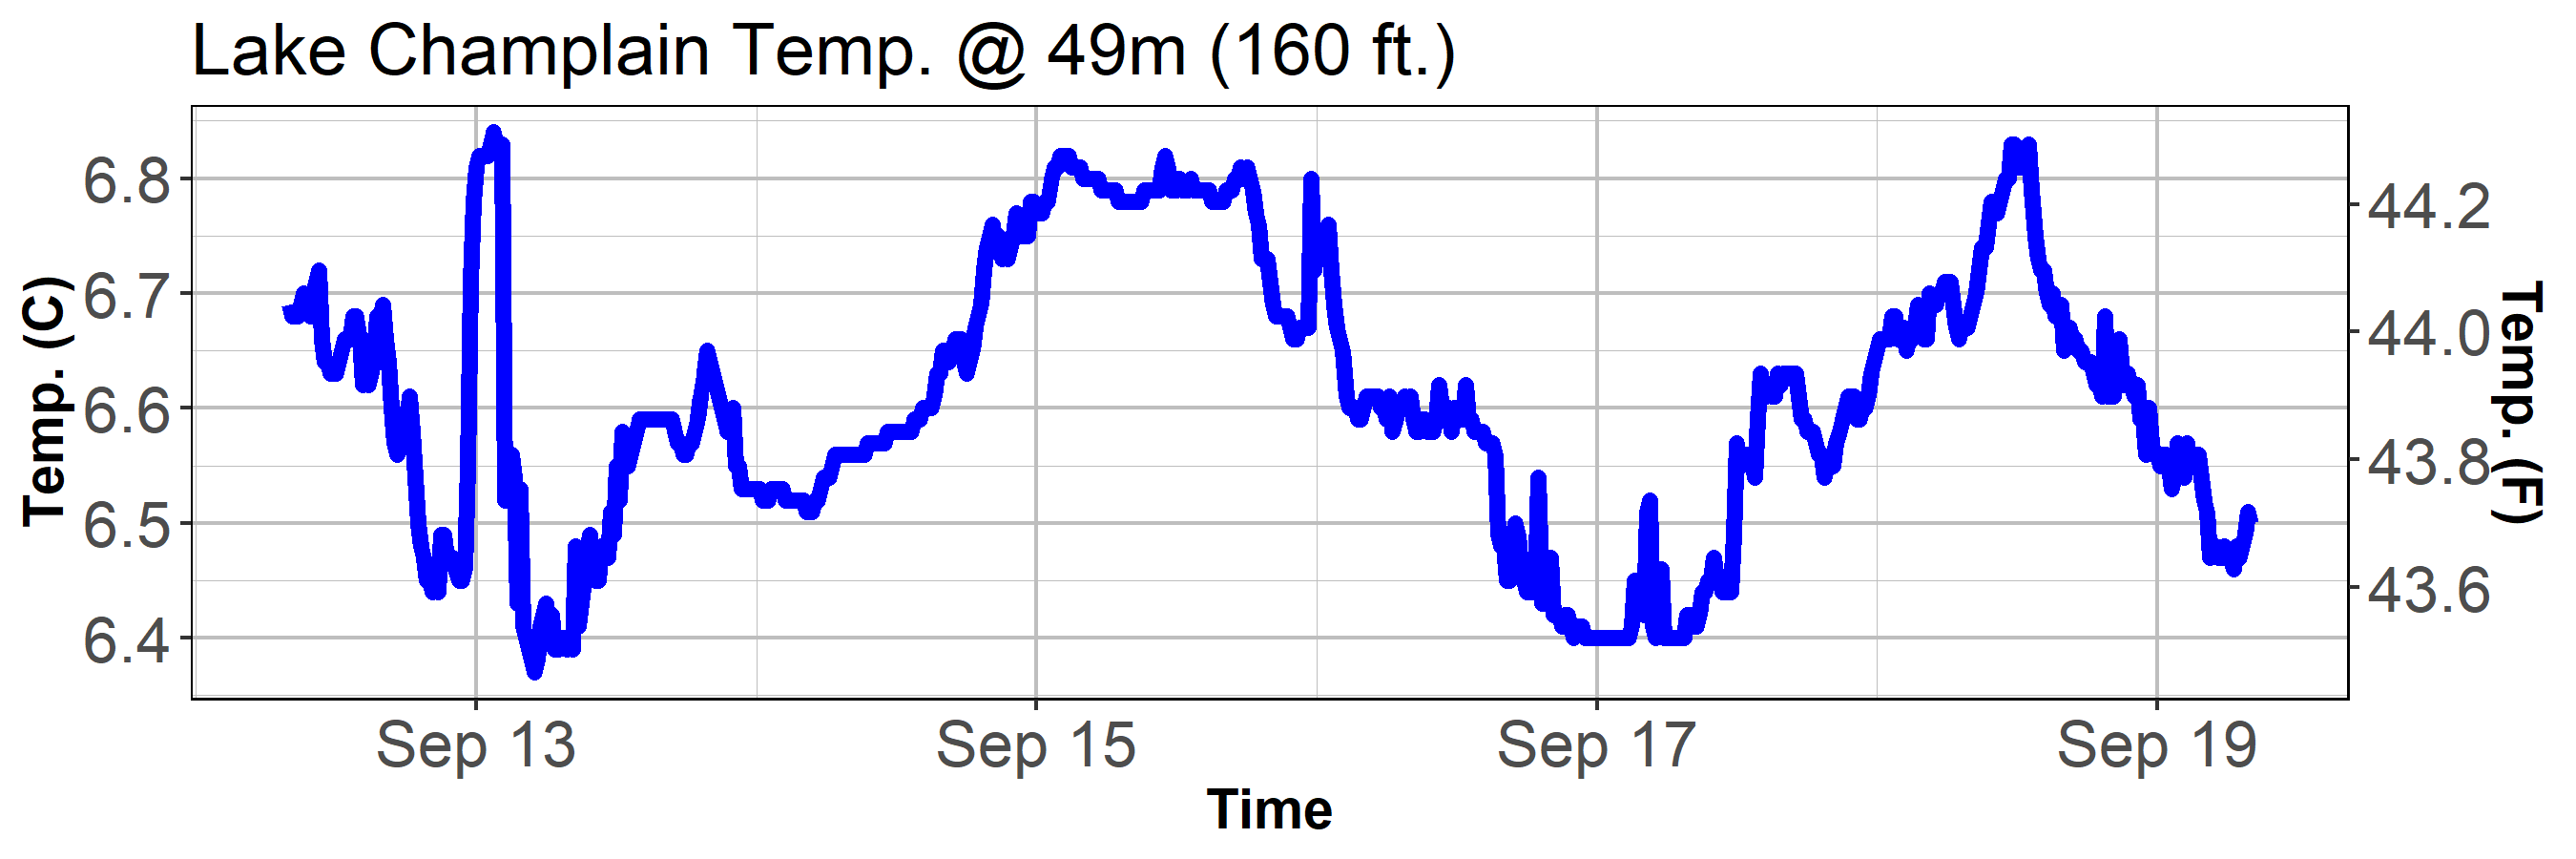 Lake Champlain Temp. @ 49m (160 ft.)
Temp. (C)
6.8
6.7
6.6
6.5
6.4
44.2
44.0
43.8
43.6
Temp. (F)
Sep 13 Sep 15 Sep 17 Sep 19
Time